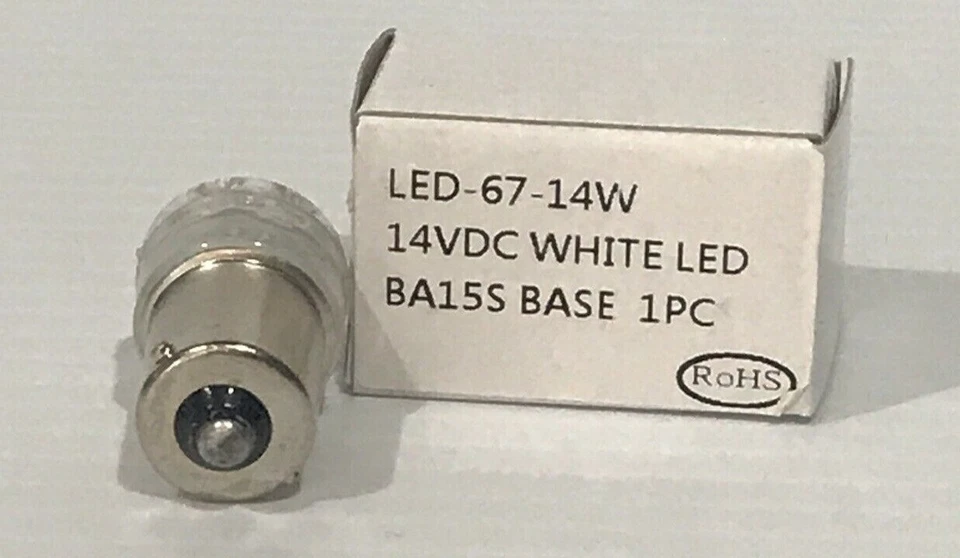 LED-67-14W
14VDC WHITE LED
BA15S BASE 1PC
RoHS